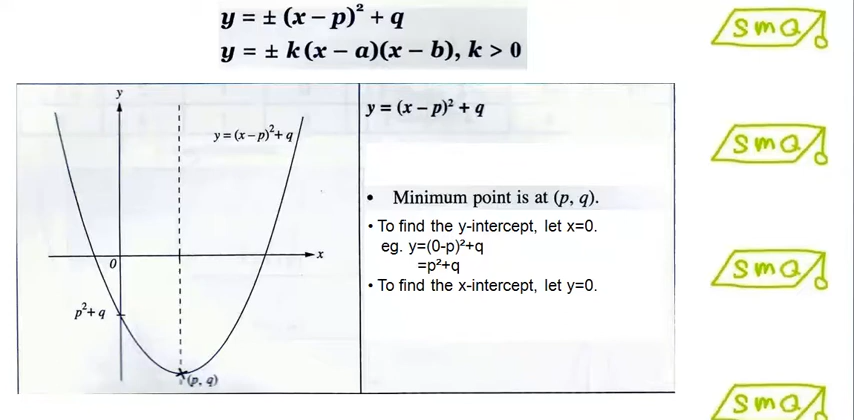 y = ± (x – p)² + q
y = ± k(x – a)(x – b), k > 0
SmQ
SmQ
SmQ
SmQ
y
y = (x – p)² + q
x
0
p² + q
(p, q)
y = (x – p)² + q
• Minimum point is at (p, q).
• To find the y-intercept, let x=0.
eg. y=(0-p)²+q
=p²+q
• To find the x-intercept, let y=0.